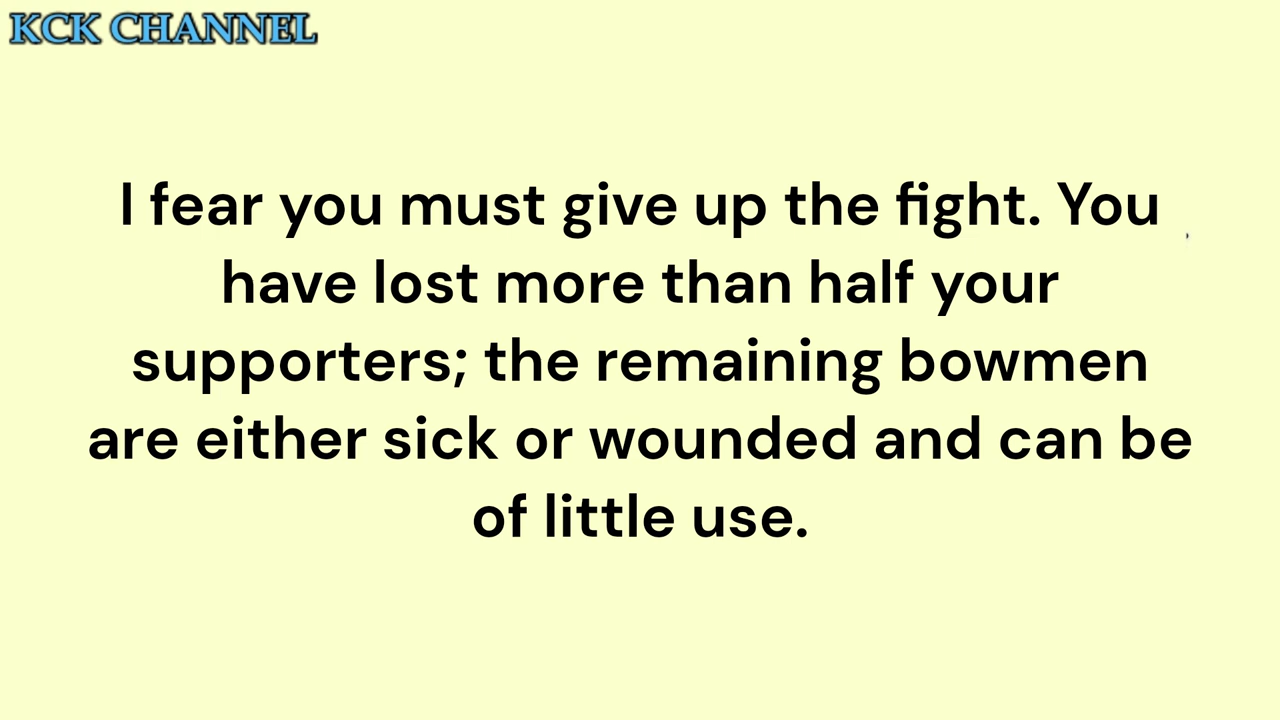 KCK CHANNEL
I fear you must give up the fight. You
have lost more than half your
supporters; the remaining bowmen
are either sick or wounded and can be
of little use.